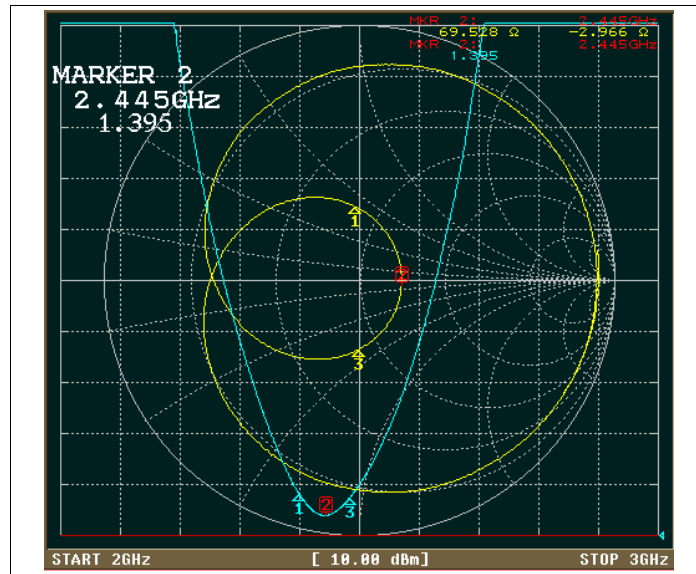 MKR 2: 2.445GHz
69.528 Ω -2.966 Ω
MKR 2: 2.445GHz
1.395
MARKER 2
2.445GHz
1.395
1
2
3
1
2
3
START 2GHz [ 10.00 dBm] STOP 3GHz